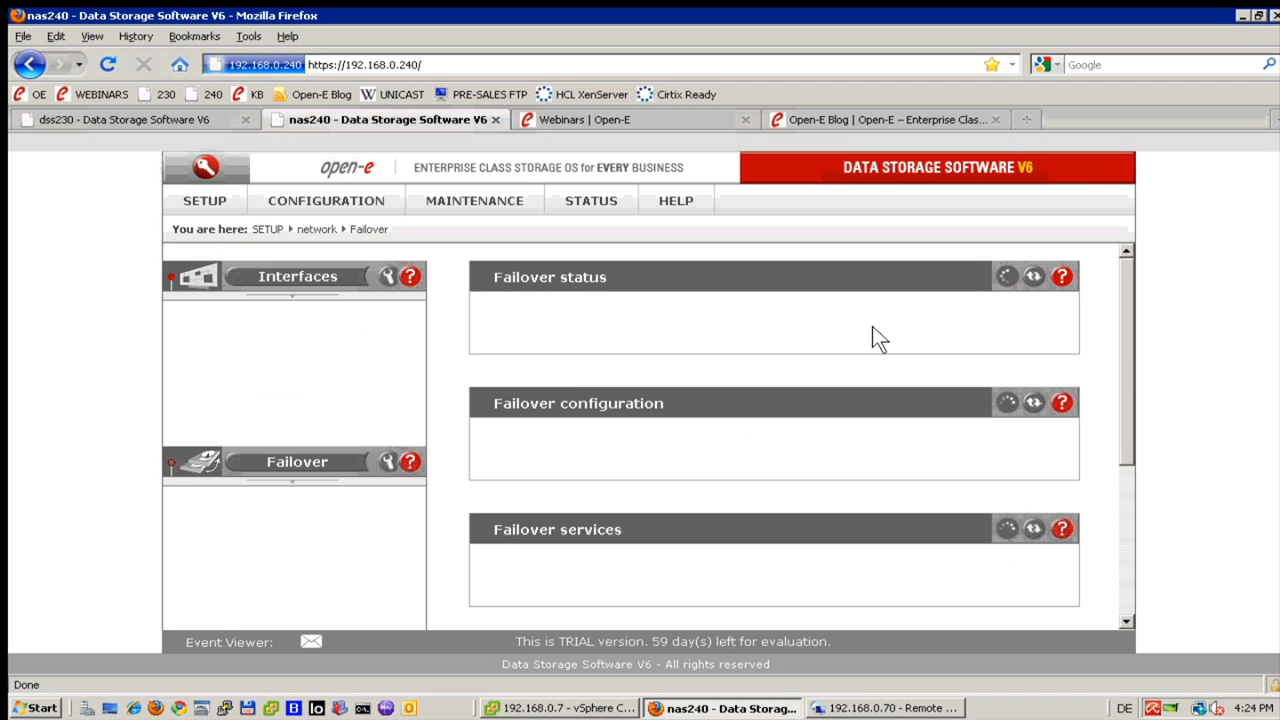 nas240 - Data Storage Software V6 - Mozilla Firefox
File Edit View History Bookmarks Tools Help
192.168.0.240 https://192.168.0.240/ Google
OE WEBINARS 230 240 KB Open-E Blog UNICAST PRE-SALES FTP HCL XenServer Cirtix Ready
dss230 - Data Storage Software V6 nas240 - Data Storage Software V6 Webinars | Open-E Open-E Blog | Open-E – Enterprise Clas...
open-e ENTERPRISE CLASS STORAGE OS for EVERY BUSINESS DATA STORAGE SOFTWARE V6
SETUP CONFIGURATION MAINTENANCE STATUS HELP
You are here: SETUP network Failover
Interfaces ? Failover status ?
Failover configuration ?
Failover ?
Failover services ?
Event Viewer: This is TRIAL version. 59 day(s) left for evaluation.
Data Storage Software V6 - All rights reserved
Done
Start 192.168.0.7 - vSphere C... nas240 - Data Storag... 192.168.0.70 - Remote ... DE 4:24 PM